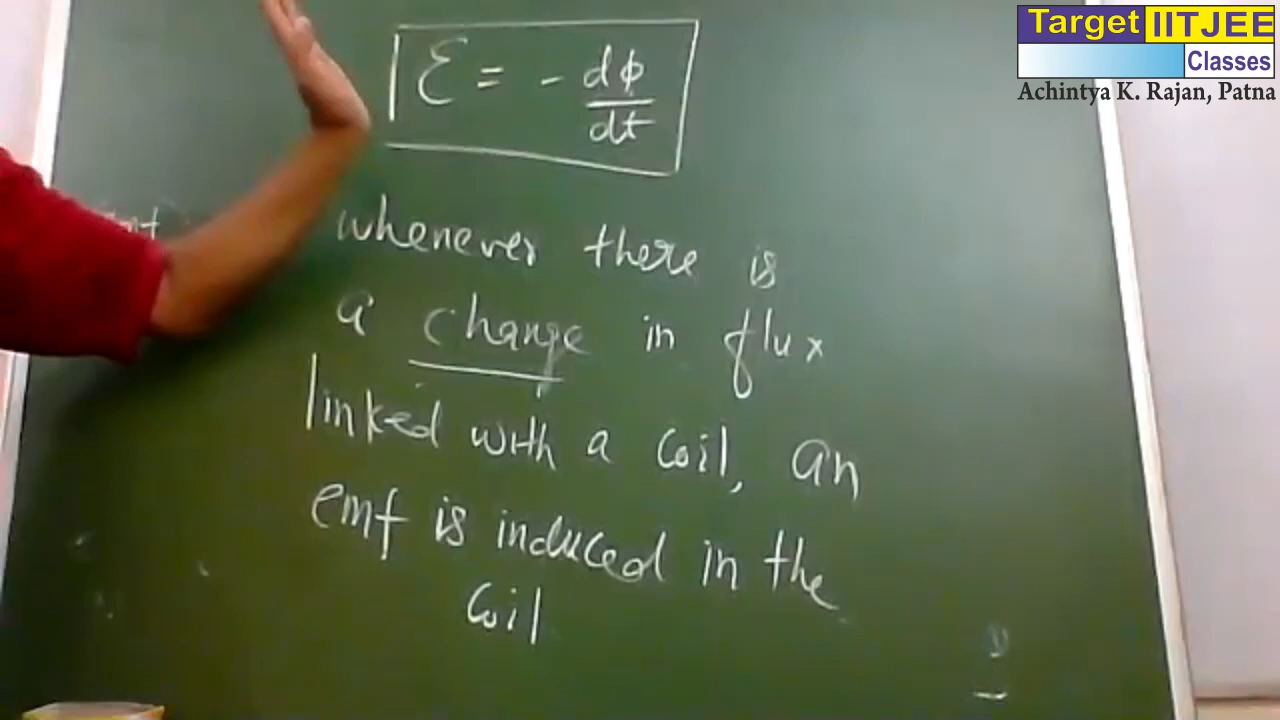 Target IITJEE
Classes
Achintya K. Rajan, Patna
ℰ = - dφ/dt
whenever there is
a change in flux
linked with a coil, an
emf is induced in the
coil